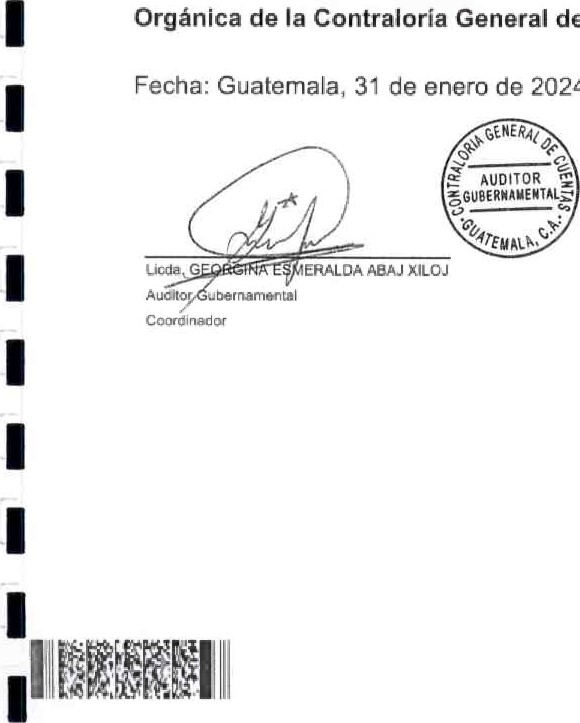 Orgánica de la Contraloría General de
Fecha: Guatemala, 31 de enero de 2024
CONTRALORIA GENERAL DE CUENTAS
AUDITOR
GUBERNAMENTAL
GUATEMALA, C.A.
Licda. GEORGINA ESMERALDA ABAJ XILOJ
Auditor Gubernamental
Coordinador